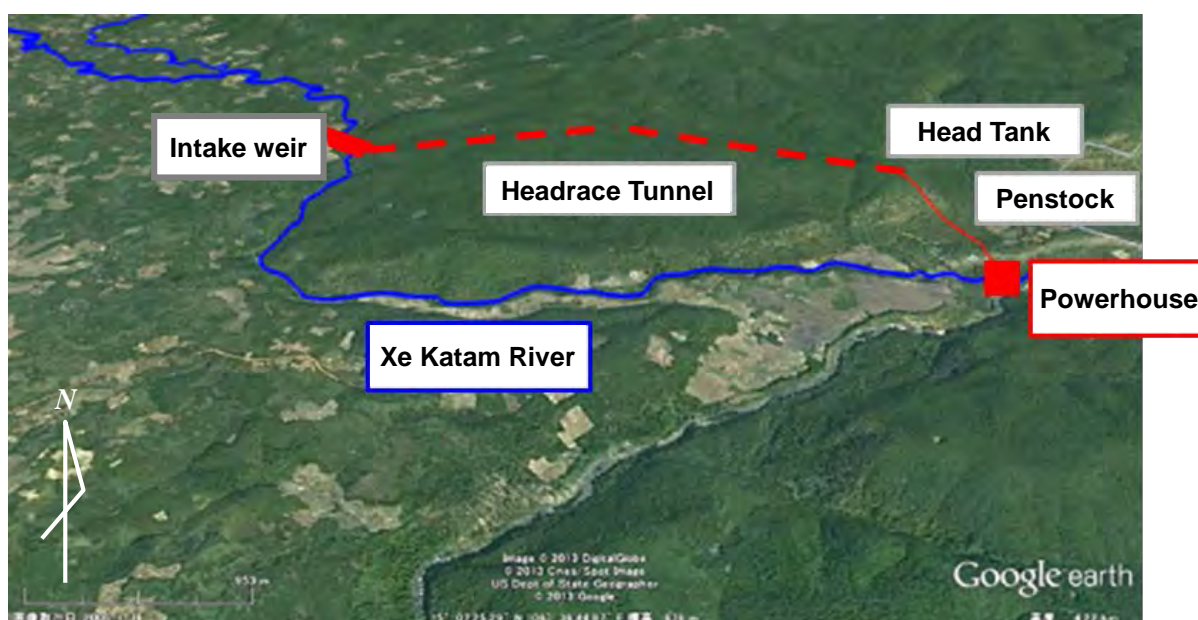 Intake weir
Head Tank
Headrace Tunnel
Penstock
Powerhouse
Xe Katam River
N
Image © 2013 DigitalGlobe
© 2013 Cnes/Spot Image
US Dept of State Geographer
© 2013 Google
Google earth
953 m